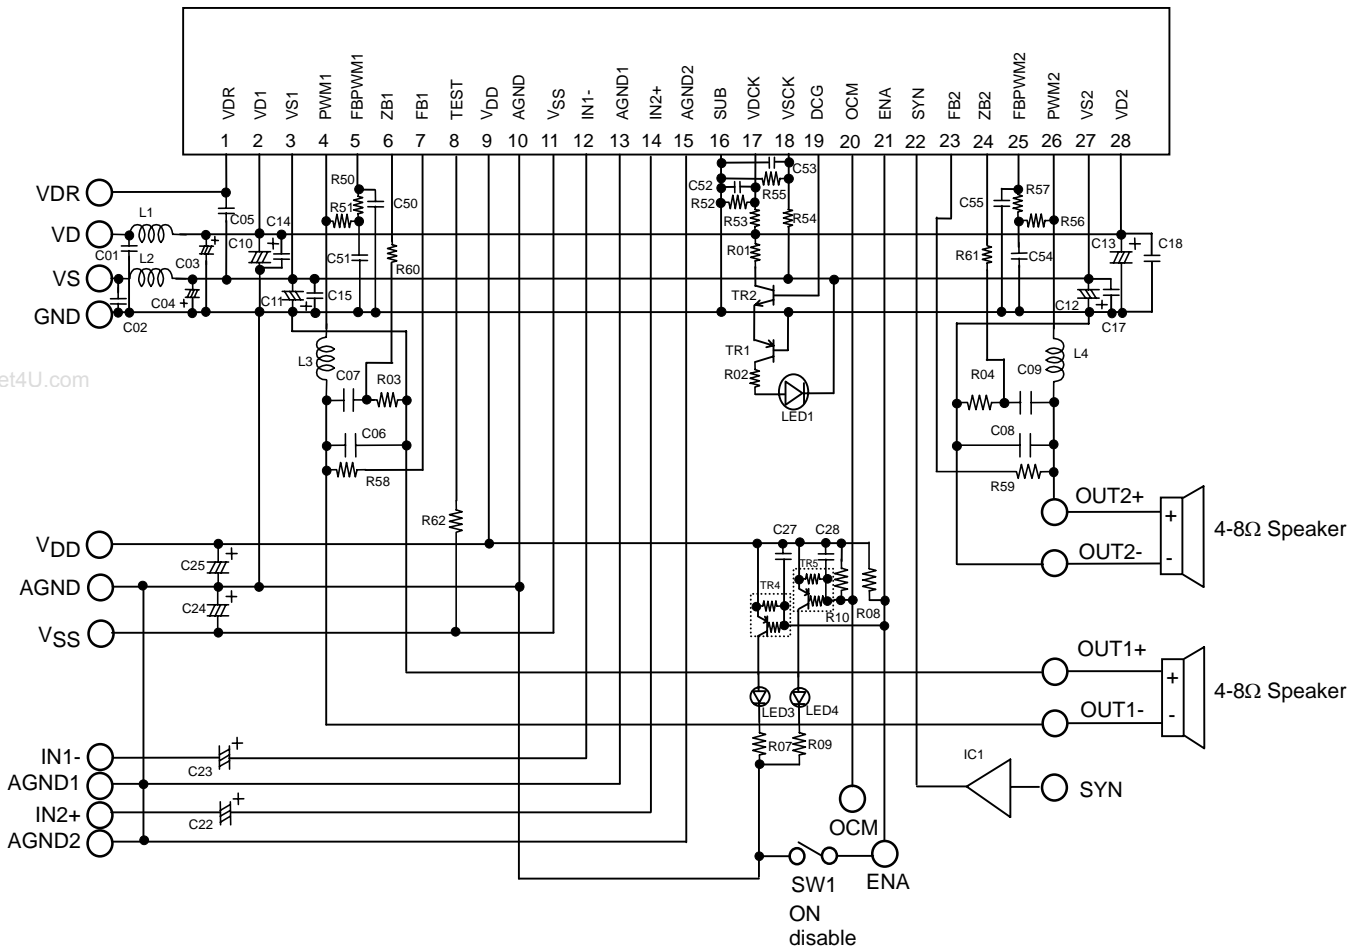 VDR VD1 VS1 PWM1 FBPWM1 ZB1 FB1 TEST VDD AGND VSS IN1- AGND1 IN2+ AGND2 SUB VDCK VSCK DCG OCM ENA SYN FB2 ZB2 FBPWM2 PWM2 VS2 VD2
1 2 3 4 5 6 7 8 9 10 11 12 13 14 15 16 17 18 19 20 21 22 23 24 25 26 27 28
VDR
R50
C05
R51
C50
C52
C53
R55
R52
R53
R54
C55
R57
R56
VD
L1
C14
C10
C01
C03
L2
C51
R60
R01
R61
C54
C13
C18
VS
C04
C11
C15
TR2
C12
C17
GND
C02
L3
TR1
L4
et4U.com
C07
R03
R02
LED1
R04
C09
C06
C08
R58
R59
OUT2+
+
-
OUT2-
4-8Ω Speaker
R62
C27
C28
VDD
+
C25
TR4
TR5
AGND
+
C24
R10
R08
VSS
OUT1+
+
-
OUT1-
4-8Ω Speaker
LED3
LED4
R07
R09
IN1-
+
C23
AGND1
IN2+
+
C22
AGND2
IC1
SYN
OCM
SW1
ENA
ON
disable